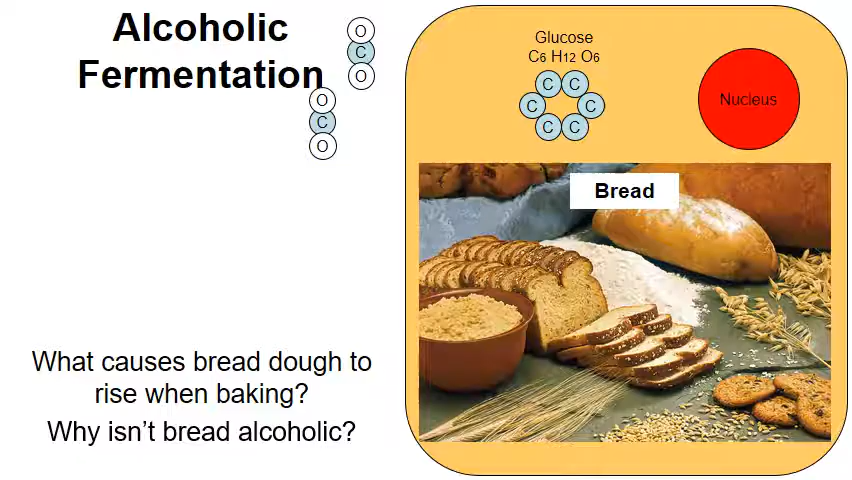 Alcoholic
Fermentation
O
C
O
O
C
O
Glucose
C6 H12 O6
C C
C C
C C
Nucleus
Bread
What causes bread dough to
rise when baking?
Why isn't bread alcoholic?